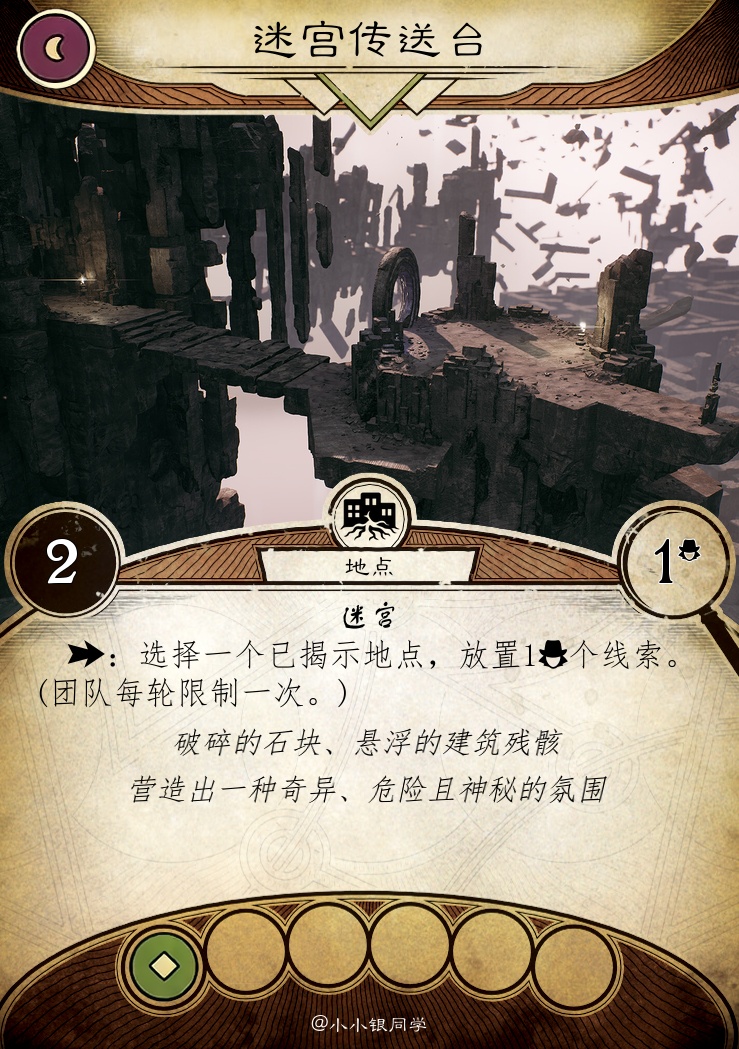 迷宫传送台
2
地点
1
迷宫
：选择一个已揭示地点，放置1个线索。
(团队每轮限制一次。)
破碎的石块、悬浮的建筑残骸
营造出一种奇异、危险且神秘的氛围
@小小银同学